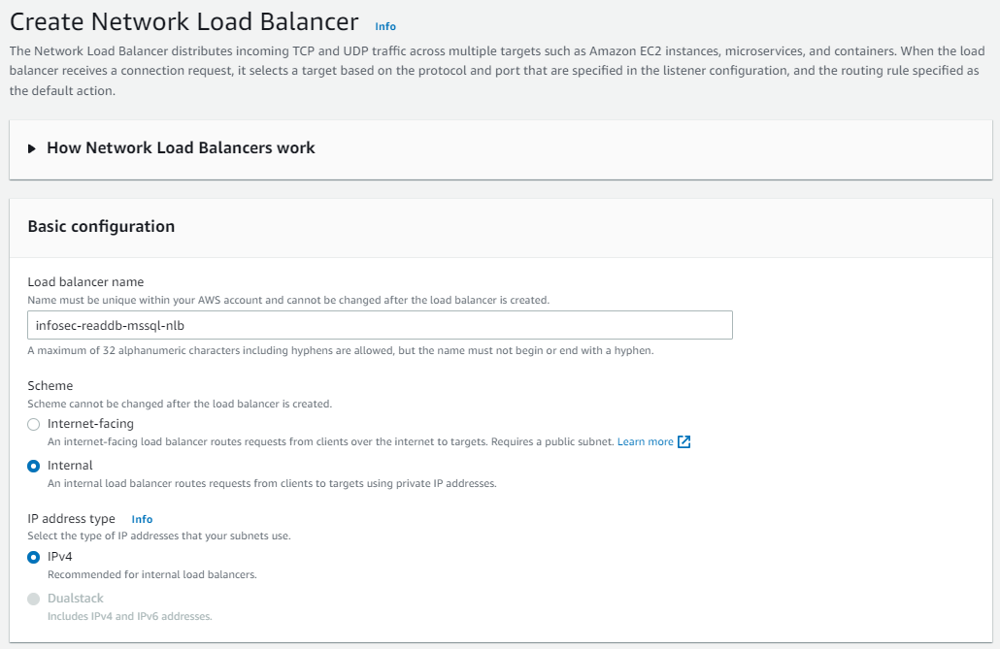 Create Network Load Balancer Info
The Network Load Balancer distributes incoming TCP and UDP traffic across multiple targets such as Amazon EC2 instances, microservices, and containers. When the load
balancer receives a connection request, it selects a target based on the protocol and port that are specified in the listener configuration, and the routing rule specified as
the default action.
How Network Load Balancers work
Basic configuration
Load balancer name
Name must be unique within your AWS account and cannot be changed after the load balancer is created.
infosec-readdb-mssql-nlb
A maximum of 32 alphanumeric characters including hyphens are allowed, but the name must not begin or end with a hyphen.
Scheme
Scheme cannot be changed after the load balancer is created.
Internet-facing
An internet-facing load balancer routes requests from clients over the internet to targets. Requires a public subnet. Learn more
Internal
An internal load balancer routes requests from clients to targets using private IP addresses.
IP address type Info
Select the type of IP addresses that your subnets use.
IPv4
Recommended for internal load balancers.
Dualstack
Includes IPv4 and IPv6 addresses.